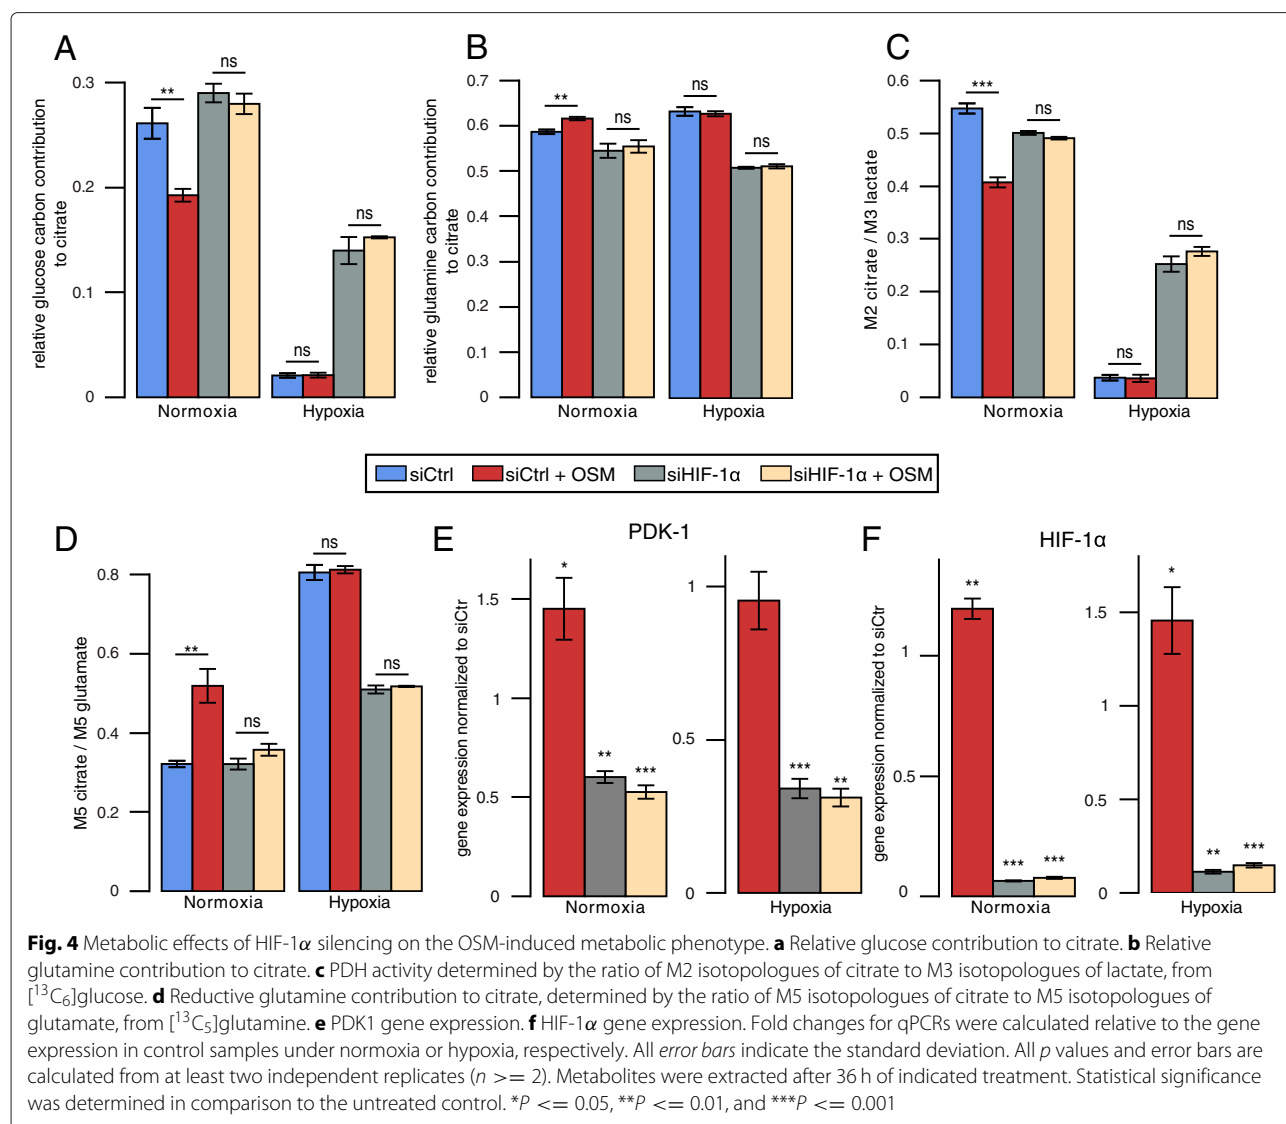 A
relative glucose carbon contribution
to citrate
0.3
0.2
0.1
0
**
ns
ns
ns
Normoxia
Hypoxia
B
relative glutamine carbon contribution
to citrate
0.7
0.6
0.5
0.4
0.3
0.2
0.1
0
**
ns
ns
ns
Normoxia
Hypoxia
C
M2 citrate / M3 lactate
0.6
0.5
0.4
0.3
0.2
0.1
0
***
ns
ns
ns
Normoxia
Hypoxia
siCtrl
siCtrl + OSM
siHIF-1α
siHIF-1α + OSM
D
M5 citrate / M5 glutamate
0.8
0.6
0.4
0.2
0
**
ns
ns
ns
Normoxia
Hypoxia
E
PDK-1
gene expression normalized to siCtr
1.5
1
0.5
0
*
**
***
Normoxia
1
0.5
0
***
**
Hypoxia
F
HIF-1α
gene expression normalized to siCtr
1
0.5
0
**
***
***
Normoxia
1.5
1
0.5
0
*
**
***
Hypoxia
Fig. 4 Metabolic effects of HIF-1α silencing on the OSM-induced metabolic phenotype. a Relative glucose contribution to citrate. b Relative
glutamine contribution to citrate. c PDH activity determined by the ratio of M2 isotopologues of citrate to M3 isotopologues of lactate, from
[¹³C₆]glucose. d Reductive glutamine contribution to citrate, determined by the ratio of M5 isotopologues of citrate to M5 isotopologues of
glutamate, from [¹³C₅]glutamine. e PDK1 gene expression. f HIF-1α gene expression. Fold changes for qPCRs were calculated relative to the gene
expression in control samples under normoxia or hypoxia, respectively. All error bars indicate the standard deviation. All p values and error bars are
calculated from at least two independent replicates (n >= 2). Metabolites were extracted after 36 h of indicated treatment. Statistical significance
was determined in comparison to the untreated control. *P <= 0.05, **P <= 0.01, and ***P <= 0.001